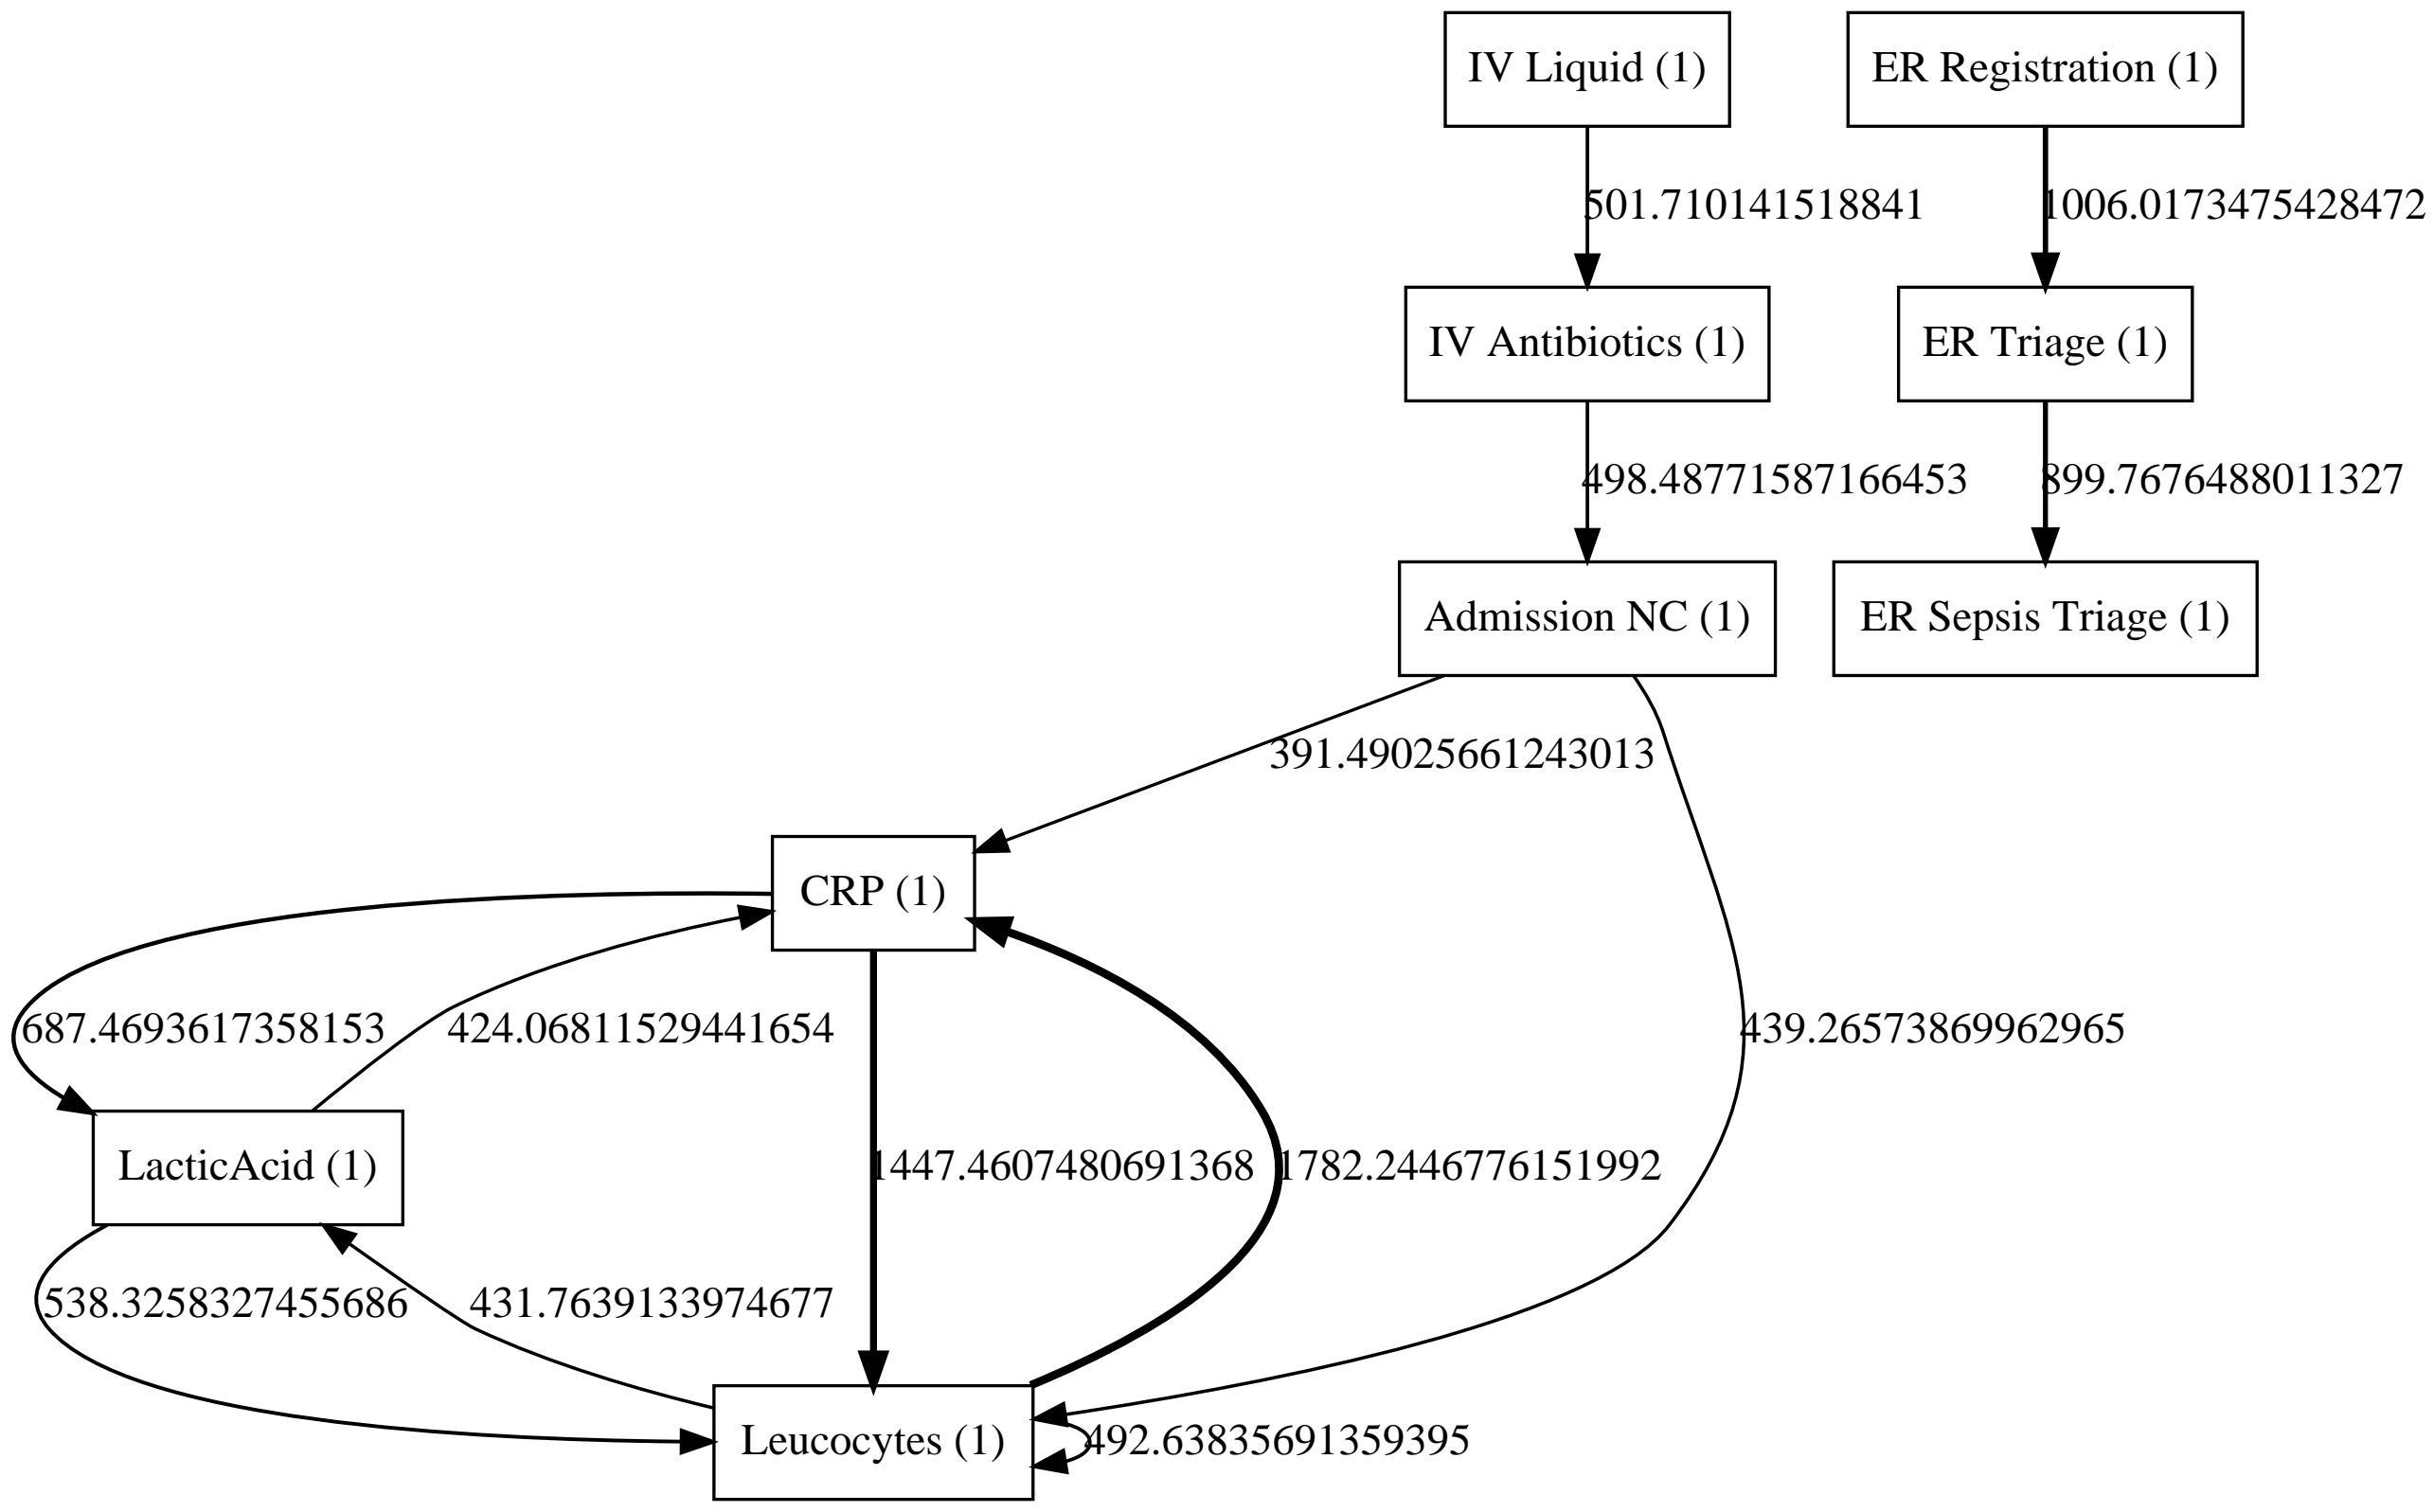 IV Liquid (1)
ER Registration (1)
501.710141518841
1006.0173475428472
IV Antibiotics (1)
ER Triage (1)
498.48771587166453
899.7676488011327
Admission NC (1)
ER Sepsis Triage (1)
391.49025661243013
CRP (1)
687.4693617358153
424.06811529441654
439.26573869962965
LacticAcid (1)
1447.4607480691368
1782.2446776151992
538.3258327455686
431.7639133974677
Leucocytes (1)
492.63835691359395